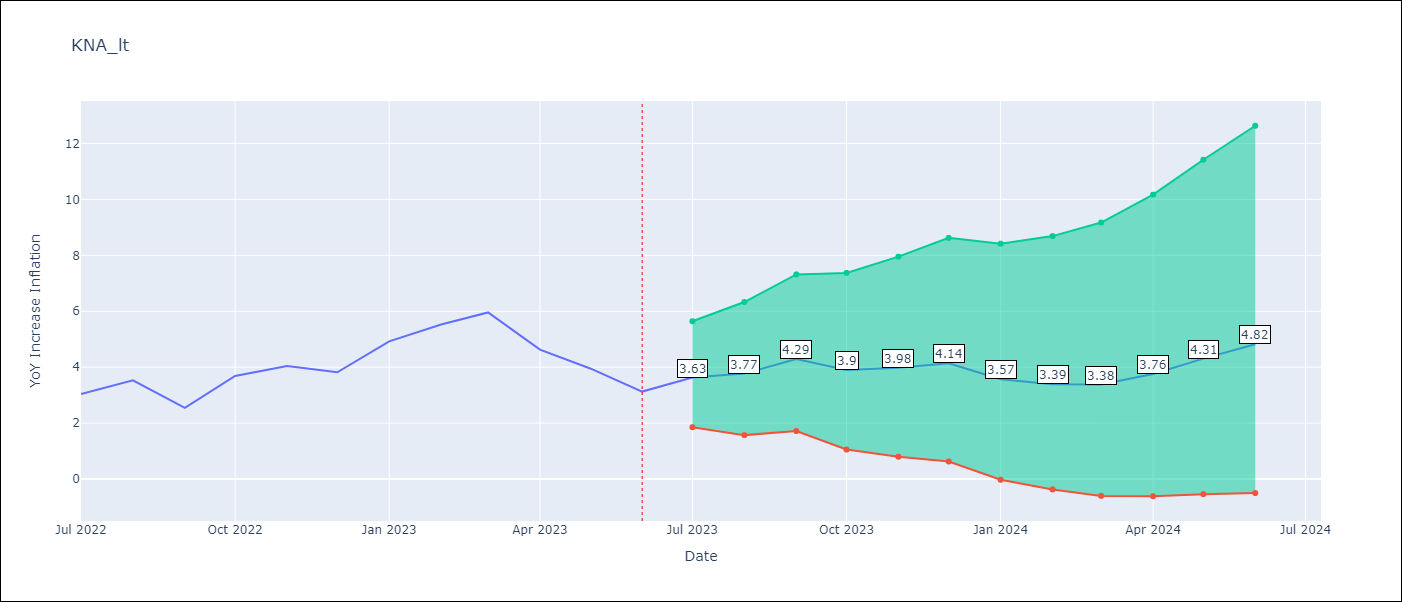 KNA_lt
YoY Increase Inflation
12
10
8
6
4
2
0
3.63
3.77
4.29
3.9
3.98
4.14
3.57
3.39
3.38
3.76
4.31
4.82
Jul 2022
Oct 2022
Jan 2023
Apr 2023
Jul 2023
Oct 2023
Jan 2024
Apr 2024
Jul 2024
Date